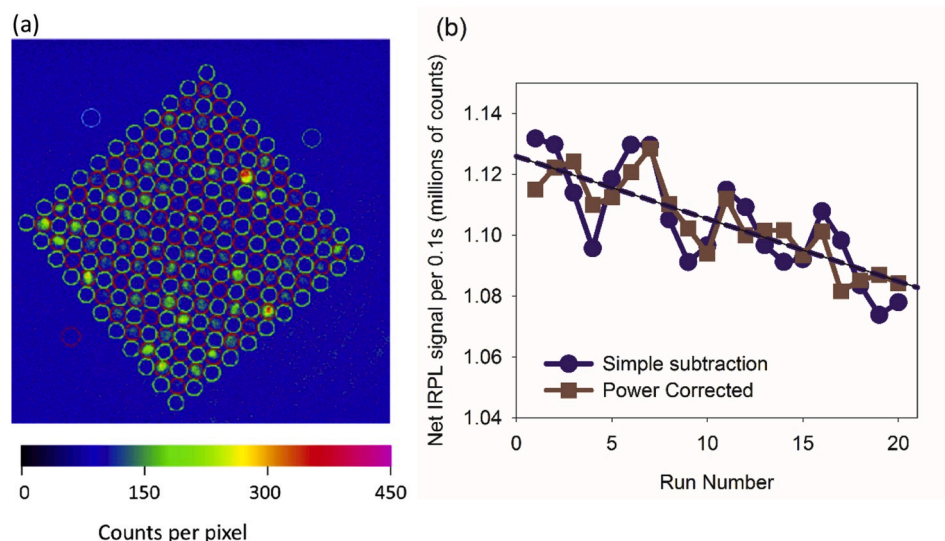 (a)
0 150 300 450
Counts per pixel
(b)
Net IRPL signal per 0.1s (millions of counts)
1.14
1.12
1.10
1.08
1.06
1.04
Simple subtraction
Power Corrected
0 5 10 15 20
Run Number